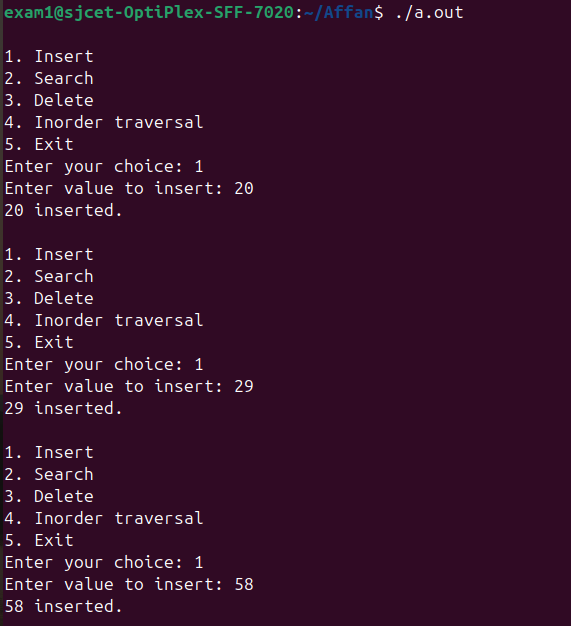 exam1@sjcet-OptiPlex-SFF-7020:~/Affan$ ./a.out
1. Insert
2. Search
3. Delete
4. Inorder traversal
5. Exit
Enter your choice: 1
Enter value to insert: 20
20 inserted.
1. Insert
2. Search
3. Delete
4. Inorder traversal
5. Exit
Enter your choice: 1
Enter value to insert: 29
29 inserted.
1. Insert
2. Search
3. Delete
4. Inorder traversal
5. Exit
Enter your choice: 1
Enter value to insert: 58
58 inserted.